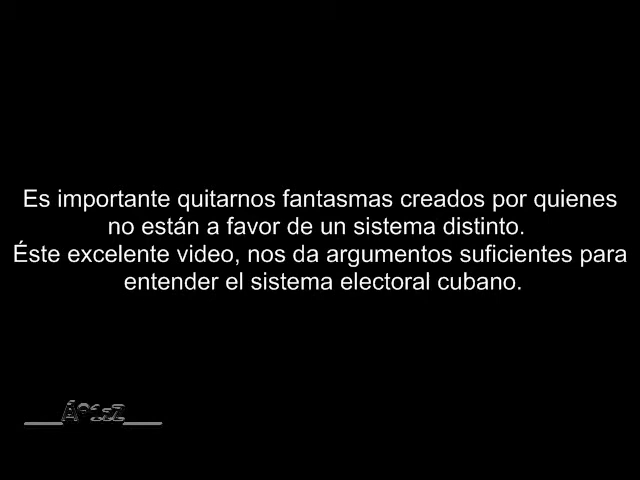 Es importante quitarnos fantasmas creados por quienes
no están a favor de un sistema distinto.
Éste excelente video, nos da argumentos suficientes para
entender el sistema electoral cubano.